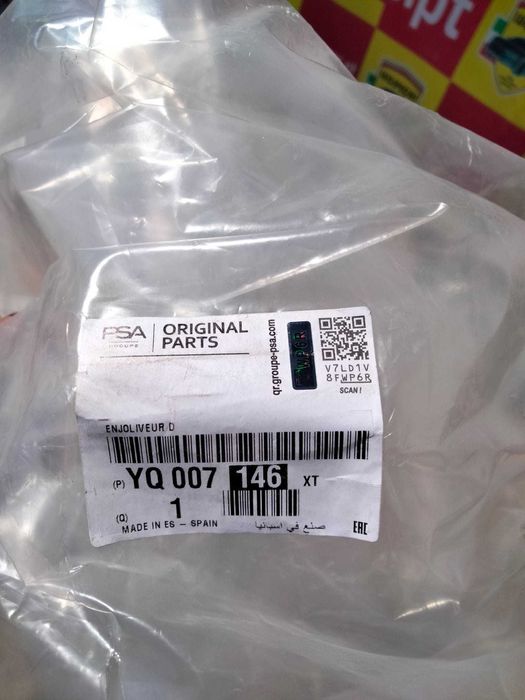 PSA
GROUPE
ORIGINAL
PARTS
qr.groupe-psa.com
WP6R
V7LD1V
8FWP6R
SCAN!
ENJOLIVEUR D
(P) YQ 007 146 XT
(Q) 1
MADE IN ES - SPAIN
صنع في اسبانيا
EAC